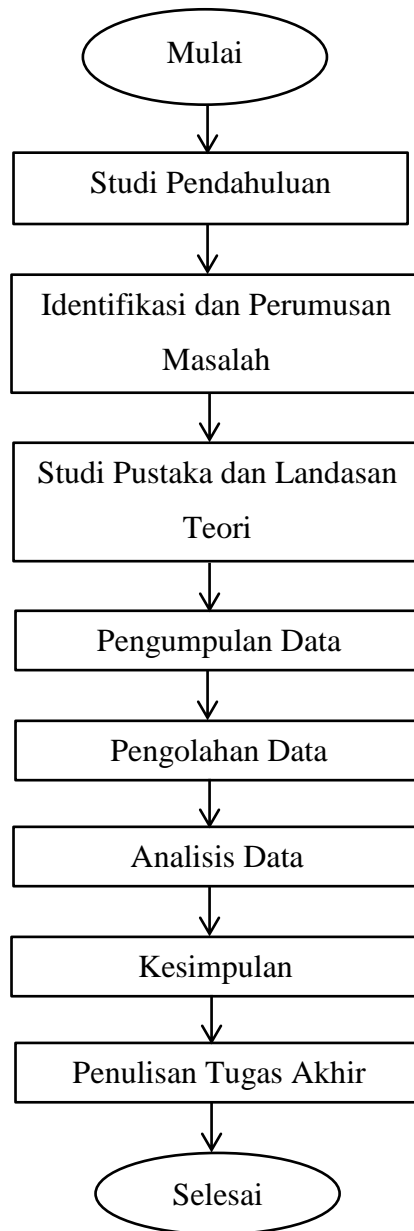 Mulai
Studi Pendahuluan
Identifikasi dan Perumusan
Masalah
Studi Pustaka dan Landasan
Teori
Pengumpulan Data
Pengolahan Data
Analisis Data
Kesimpulan
Penulisan Tugas Akhir
Selesai